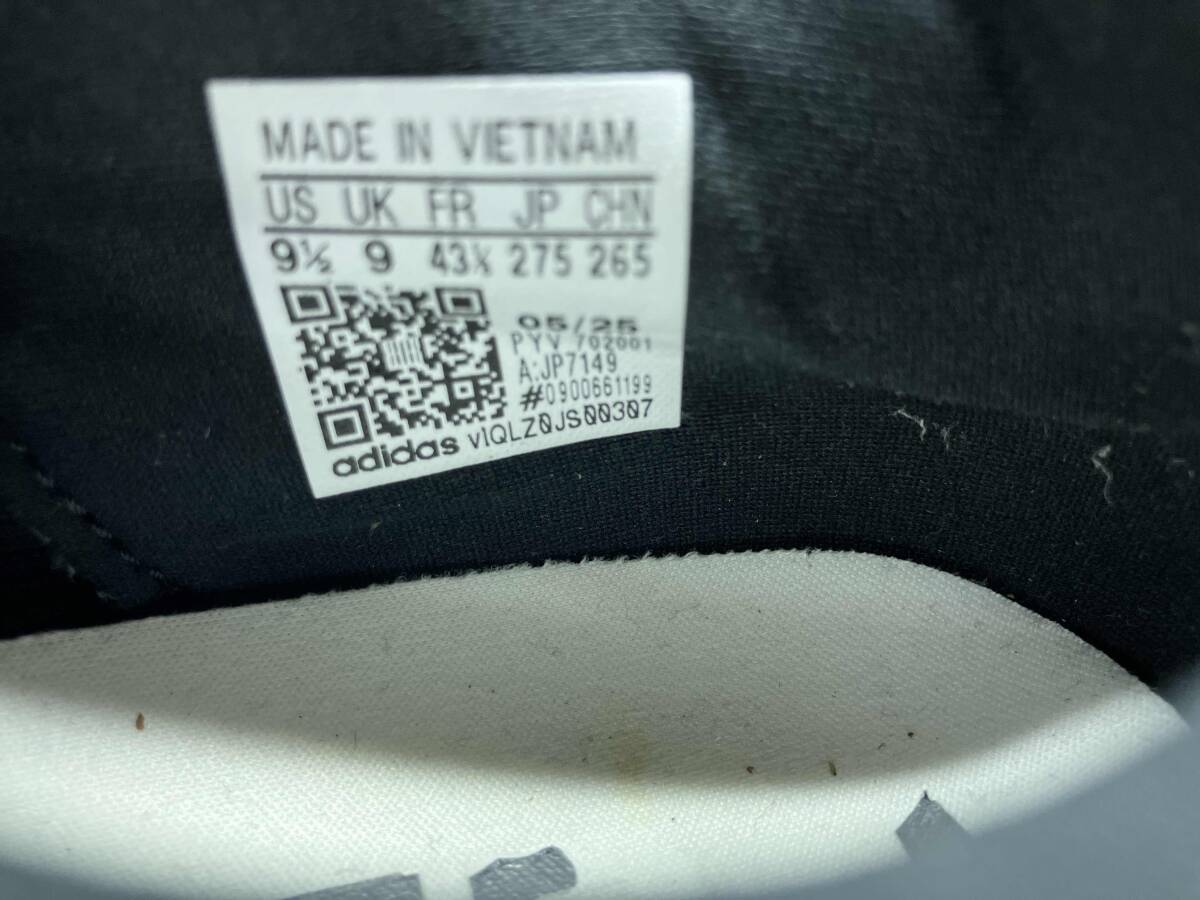 MADE IN VIETNAM
US UK FR JP CHN
9½ 9 43⅓ 275 265
05/25
PYV 702001
A:JP7149
#0900661199
adidas VIQLZ0JS00307